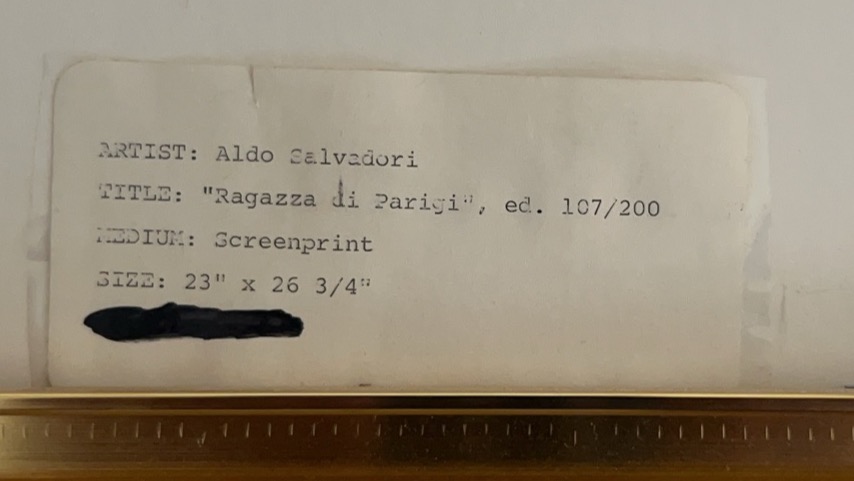 ARTIST: Aldo Salvadori
TITLE: "Ragazza di Parigi", ed. 107/200
MEDIUM: Screenprint
SIZE: 23" x 26 3/4"